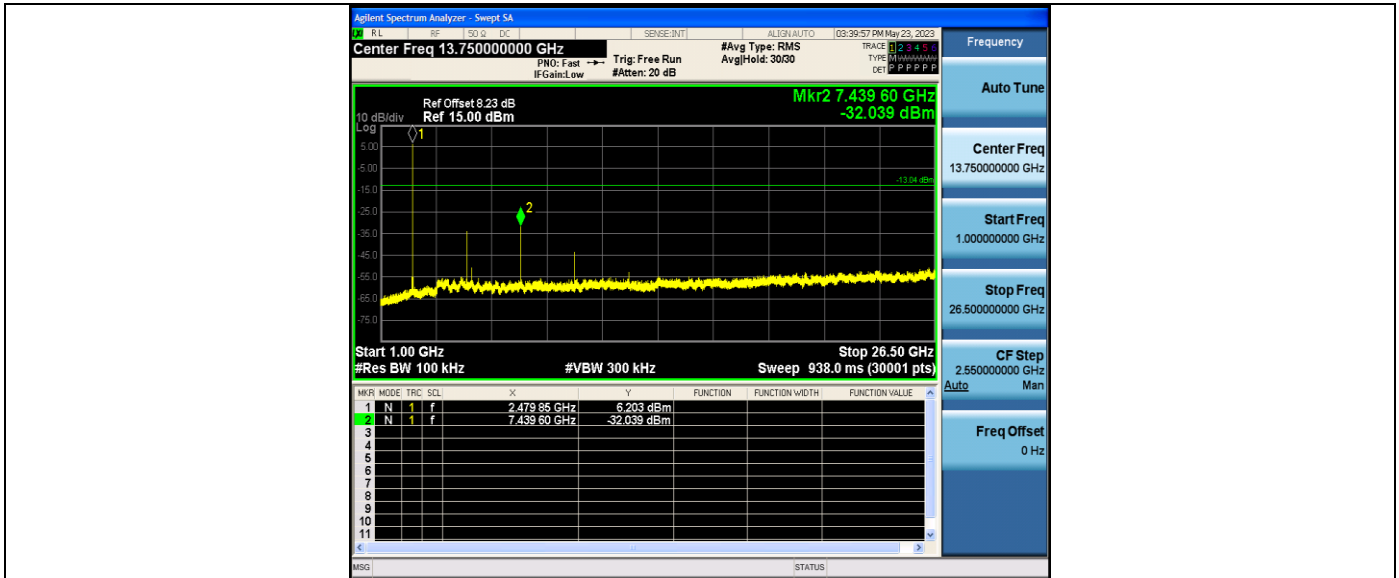 Agilent Spectrum Analyzer - Swept SA
RL RF 50 Ω DC SENSE:INT ALIGN AUTO 03:39:57 PM May 23, 2023
Center Freq 13.750000000 GHz
PNO: Fast
IFGain:Low
Trig: Free Run
#Atten: 20 dB
#Avg Type: RMS
Avg|Hold: 30/30
TRACE 1 2 3 4 5 6
TYPE M WWWWW
DET P P P P P P
Mkr2 7.439 60 GHz
-32.039 dBm
Ref Offset 8.23 dB
10 dB/div Ref 15.00 dBm
Log
1
5.00
-5.00
-13.04 dBm
-15.0
2
-25.0
-35.0
-45.0
-55.0
-65.0
-75.0
Start 1.00 GHz Stop 26.50 GHz
#Res BW 100 kHz #VBW 300 kHz Sweep 938.0 ms (30001 pts)
MKR MODE TRC SCL X Y FUNCTION FUNCTION WIDTH FUNCTION VALUE
1 N 1 f 2.479 85 GHz 6.203 dBm
2 N 1 f 7.439 60 GHz -32.039 dBm
3
4
5
6
7
8
9
10
11
MSG STATUS
Frequency
Auto Tune
Center Freq
13.750000000 GHz
Start Freq
1.000000000 GHz
Stop Freq
26.500000000 GHz
CF Step
2.550000000 GHz
Auto Man
Freq Offset
0 Hz